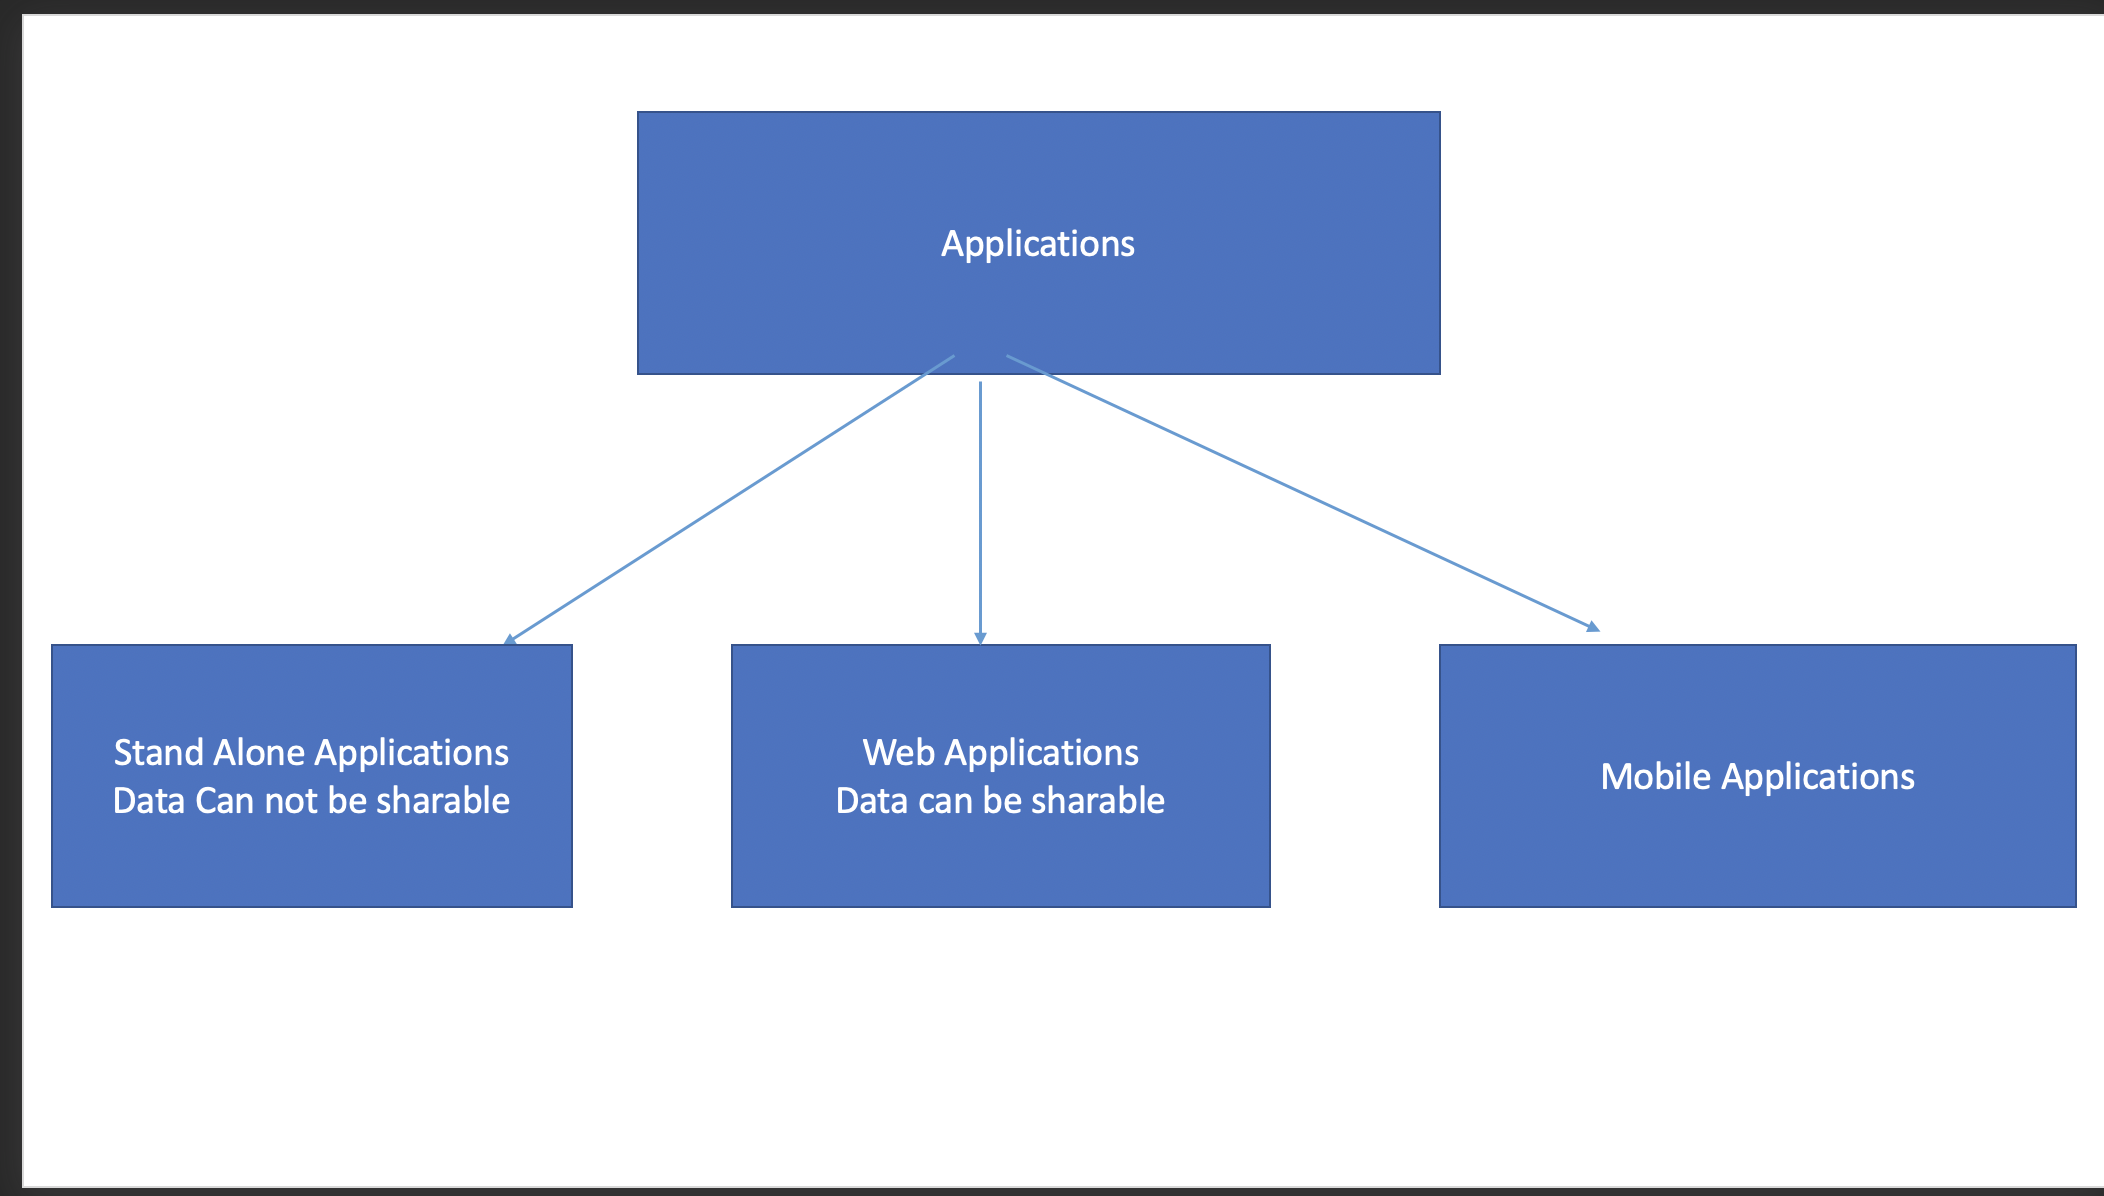 Applications
Stand Alone Applications
Data Can not be sharable
Web Applications
Data can be sharable
Mobile Applications